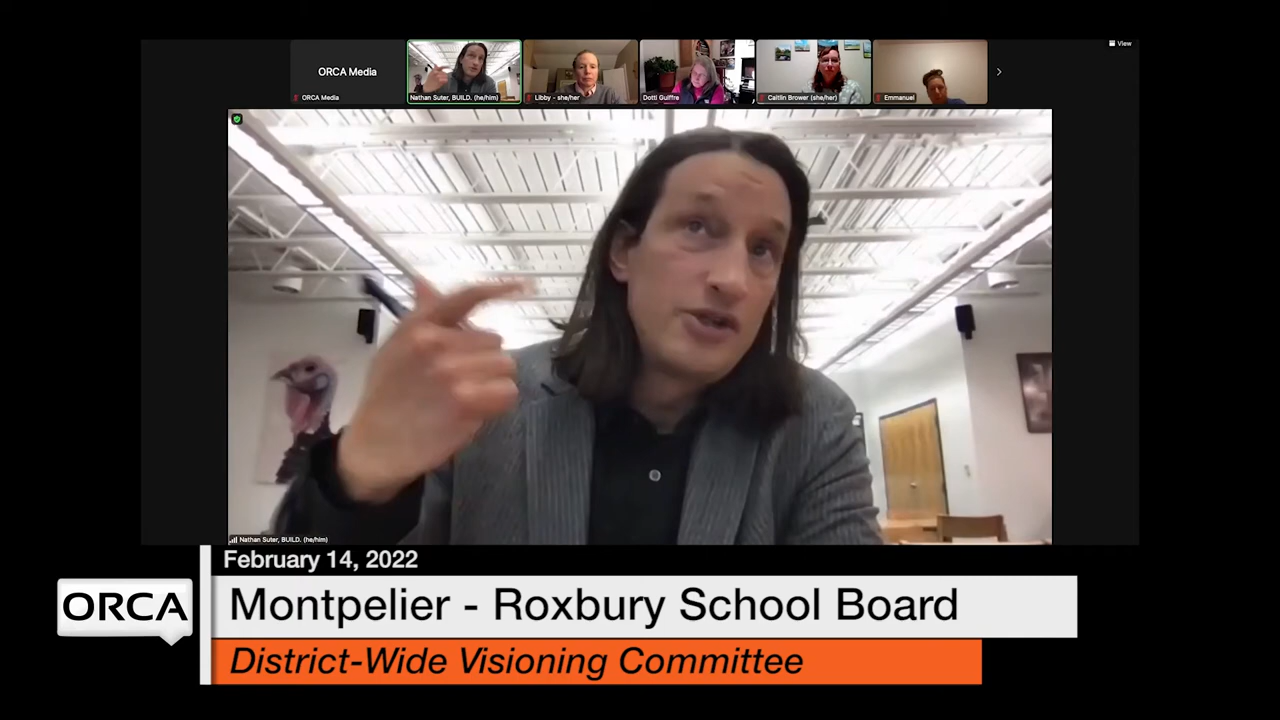 View
ORCA Media
ORCA Media
Nathan Suter, BUILD. (he/him)
Libby - she/her
Dotti Guiffre
Caitlin Brower (she/her)
Emmanuel
Nathan Suter, BUILD. (he/him)
February 14, 2022
ORCA
Montpelier - Roxbury School Board
District-Wide Visioning Committee